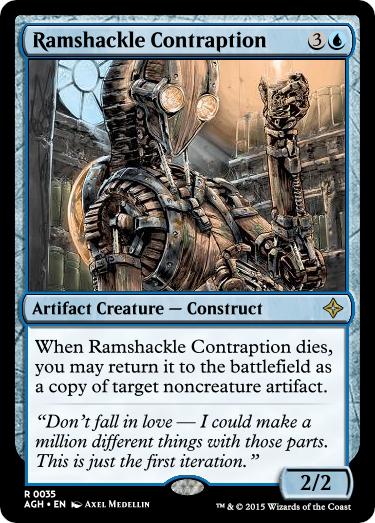 Ramshackle Contraption 3
Artifact Creature — Construct
When Ramshackle Contraption dies,
you may return it to the battlefield as
a copy of target noncreature artifact.
“Don’t fall in love — I could make a
million different things with those parts.
This is just the first iteration.”
2/2
R 0035
AGH • EN Axel Medellin
™ & © 2015 Wizards of the Coast